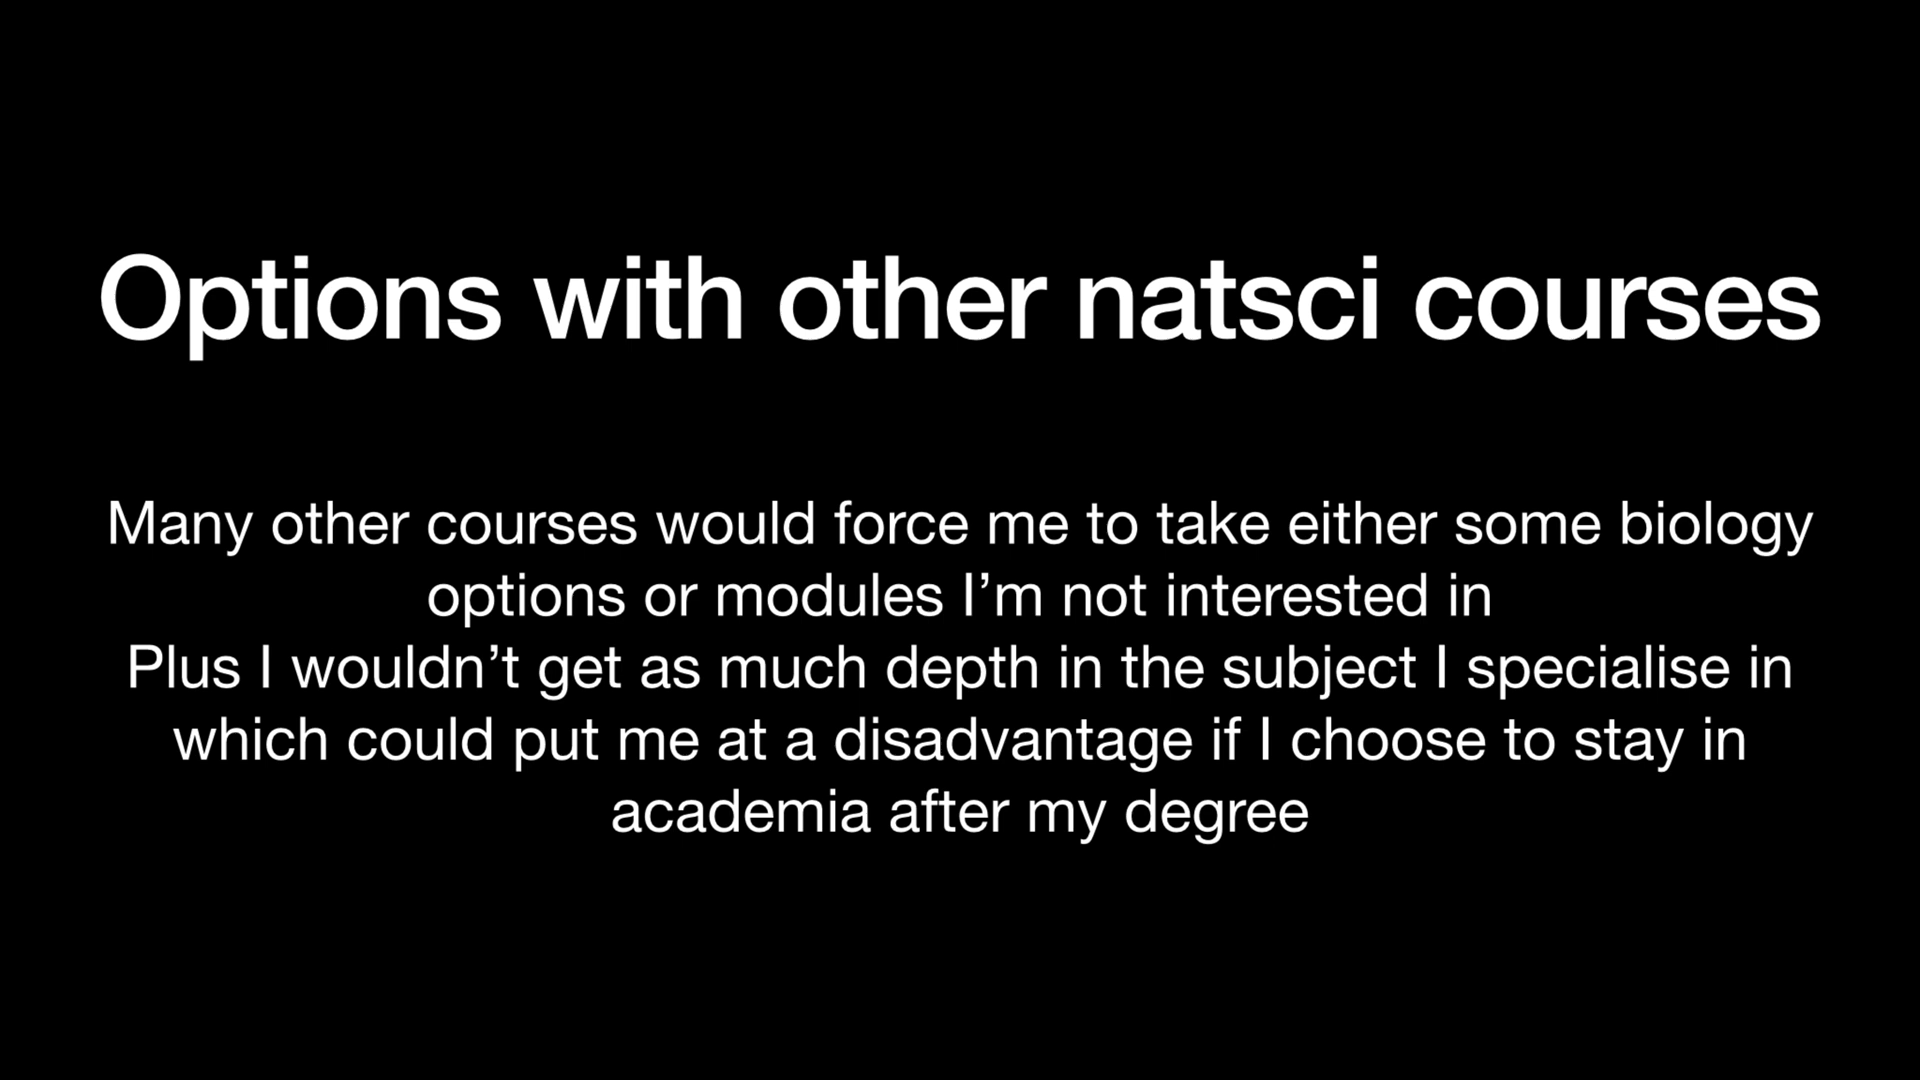 Options with other natsci courses
Many other courses would force me to take either some biology
options or modules I’m not interested in
Plus I wouldn’t get as much depth in the subject I specialise in
which could put me at a disadvantage if I choose to stay in
academia after my degree